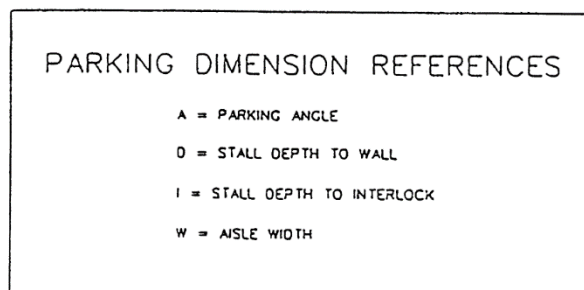 PARKING DIMENSION REFERENCES
A = PARKING ANGLE
D = STALL DEPTH TO WALL
I = STALL DEPTH TO INTERLOCK
W = AISLE WIDTH